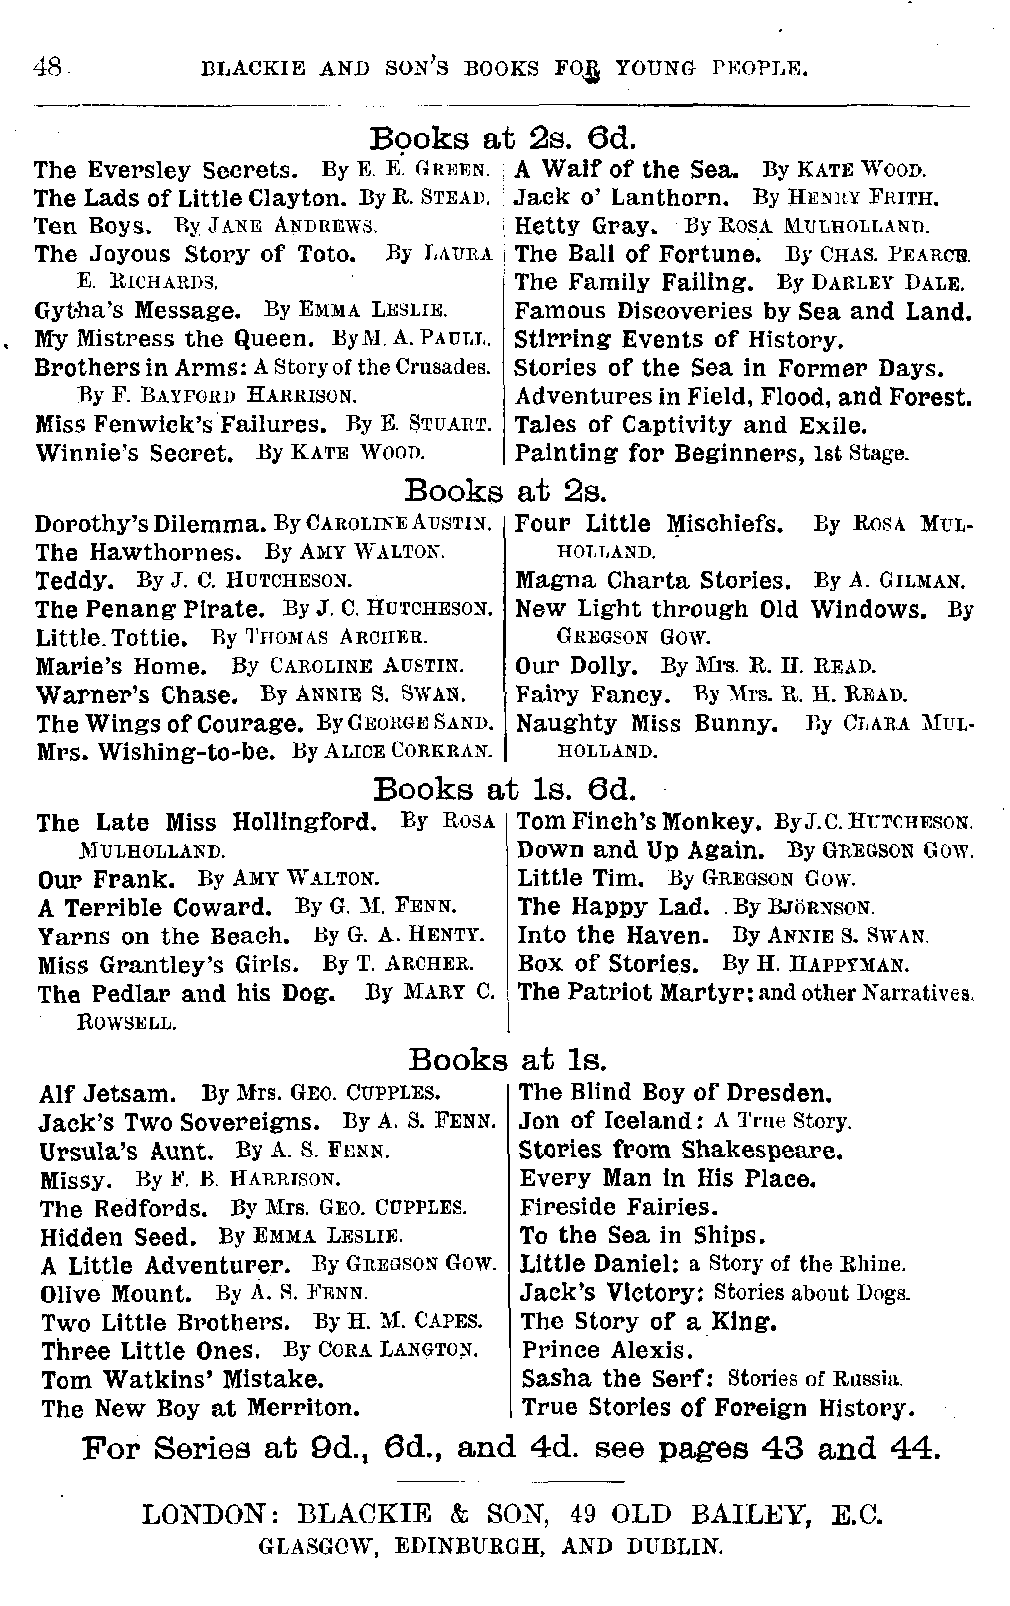 48 BLACKIE AND SON'S BOOKS FOR YOUNG PEOPLE.
Books at 2s. 6d.
The Eversley Secrets. By E. E. GREEN.
The Lads of Little Clayton. By R. STEAD.
Ten Boys. By JANE ANDREWS.
The Joyous Story of Toto. By LAURA
E. RICHARDS.
Gytha's Message. By EMMA LESLIE.
My Mistress the Queen. By M. A. PAULL.
Brothers in Arms: A Story of the Crusades.
By F. BAYFORD HARRISON.
Miss Fenwick's Failures. By E. STUART.
Winnie's Secret. By KATE WOOD.
A Waif of the Sea. By KATE WOOD.
Jack o' Lanthorn. By HENRY FRITH.
Hetty Gray. By ROSA MULHOLLAND.
The Ball of Fortune. By CHAS. PEARCE.
The Family Failing. By DARLEY DALE.
Famous Discoveries by Sea and Land.
Stirring Events of History.
Stories of the Sea in Former Days.
Adventures in Field, Flood, and Forest.
Tales of Captivity and Exile.
Painting for Beginners, 1st Stage.
Books at 2s.
Dorothy's Dilemma. By CAROLINE AUSTIN.
The Hawthornes. By AMY WALTON.
Teddy. By J. C. HUTCHESON.
The Penang Pirate. By J. C. HUTCHESON.
Little Tottie. By THOMAS ARCHER.
Marie's Home. By CAROLINE AUSTIN.
Warner's Chase. By ANNIE S. SWAN.
The Wings of Courage. By GEORGE SAND.
Mrs. Wishing-to-be. By ALICE CORKRAN.
Four Little Mischiefs. By ROSA MUL-
HOLLAND.
Magna Charta Stories. By A. GILMAN.
New Light through Old Windows. By
GREGSON GOW.
Our Dolly. By Mrs. R. H. READ.
Fairy Fancy. By Mrs. R. H. READ.
Naughty Miss Bunny. By CLARA MUL-
HOLLAND.
Books at 1s. 6d.
The Late Miss Hollingford. By ROSA
MULHOLLAND.
Our Frank. By AMY WALTON.
A Terrible Coward. By G. M. FENN.
Yarns on the Beach. By G. A. HENTY.
Miss Grantley's Girls. By T. ARCHER.
The Pedlar and his Dog. By MARY C.
ROWSELL.
Tom Finch's Monkey. By J. C. HUTCHESON.
Down and Up Again. By GREGSON GOW.
Little Tim. By GREGSON GOW.
The Happy Lad. By BJÖRNSON.
Into the Haven. By ANNIE S. SWAN.
Box of Stories. By H. HAPPYMAN.
The Patriot Martyr: and other Narratives.
Books at 1s.
Alf Jetsam. By Mrs. GEO. CUPPLES.
Jack's Two Sovereigns. By A. S. FENN.
Ursula's Aunt. By A. S. FENN.
Missy. By F. B. HARRISON.
The Redfords. By Mrs. GEO. CUPPLES.
Hidden Seed. By EMMA LESLIE.
A Little Adventurer. By GREGSON GOW.
Olive Mount. By A. S. FENN.
Two Little Brothers. By H. M. CAPES.
Three Little Ones. By CORA LANGTON.
Tom Watkins' Mistake.
The New Boy at Merriton.
The Blind Boy of Dresden.
Jon of Iceland: A True Story.
Stories from Shakespeare.
Every Man in His Place.
Fireside Fairies.
To the Sea in Ships.
Little Daniel: a Story of the Rhine.
Jack's Victory: Stories about Dogs.
The Story of a King.
Prince Alexis.
Sasha the Serf: Stories of Russia.
True Stories of Foreign History.
For Series at 9d., 6d., and 4d. see pages 43 and 44.
LONDON: BLACKIE & SON, 49 OLD BAILEY, E.C.
GLASGOW, EDINBURGH, AND DUBLIN.